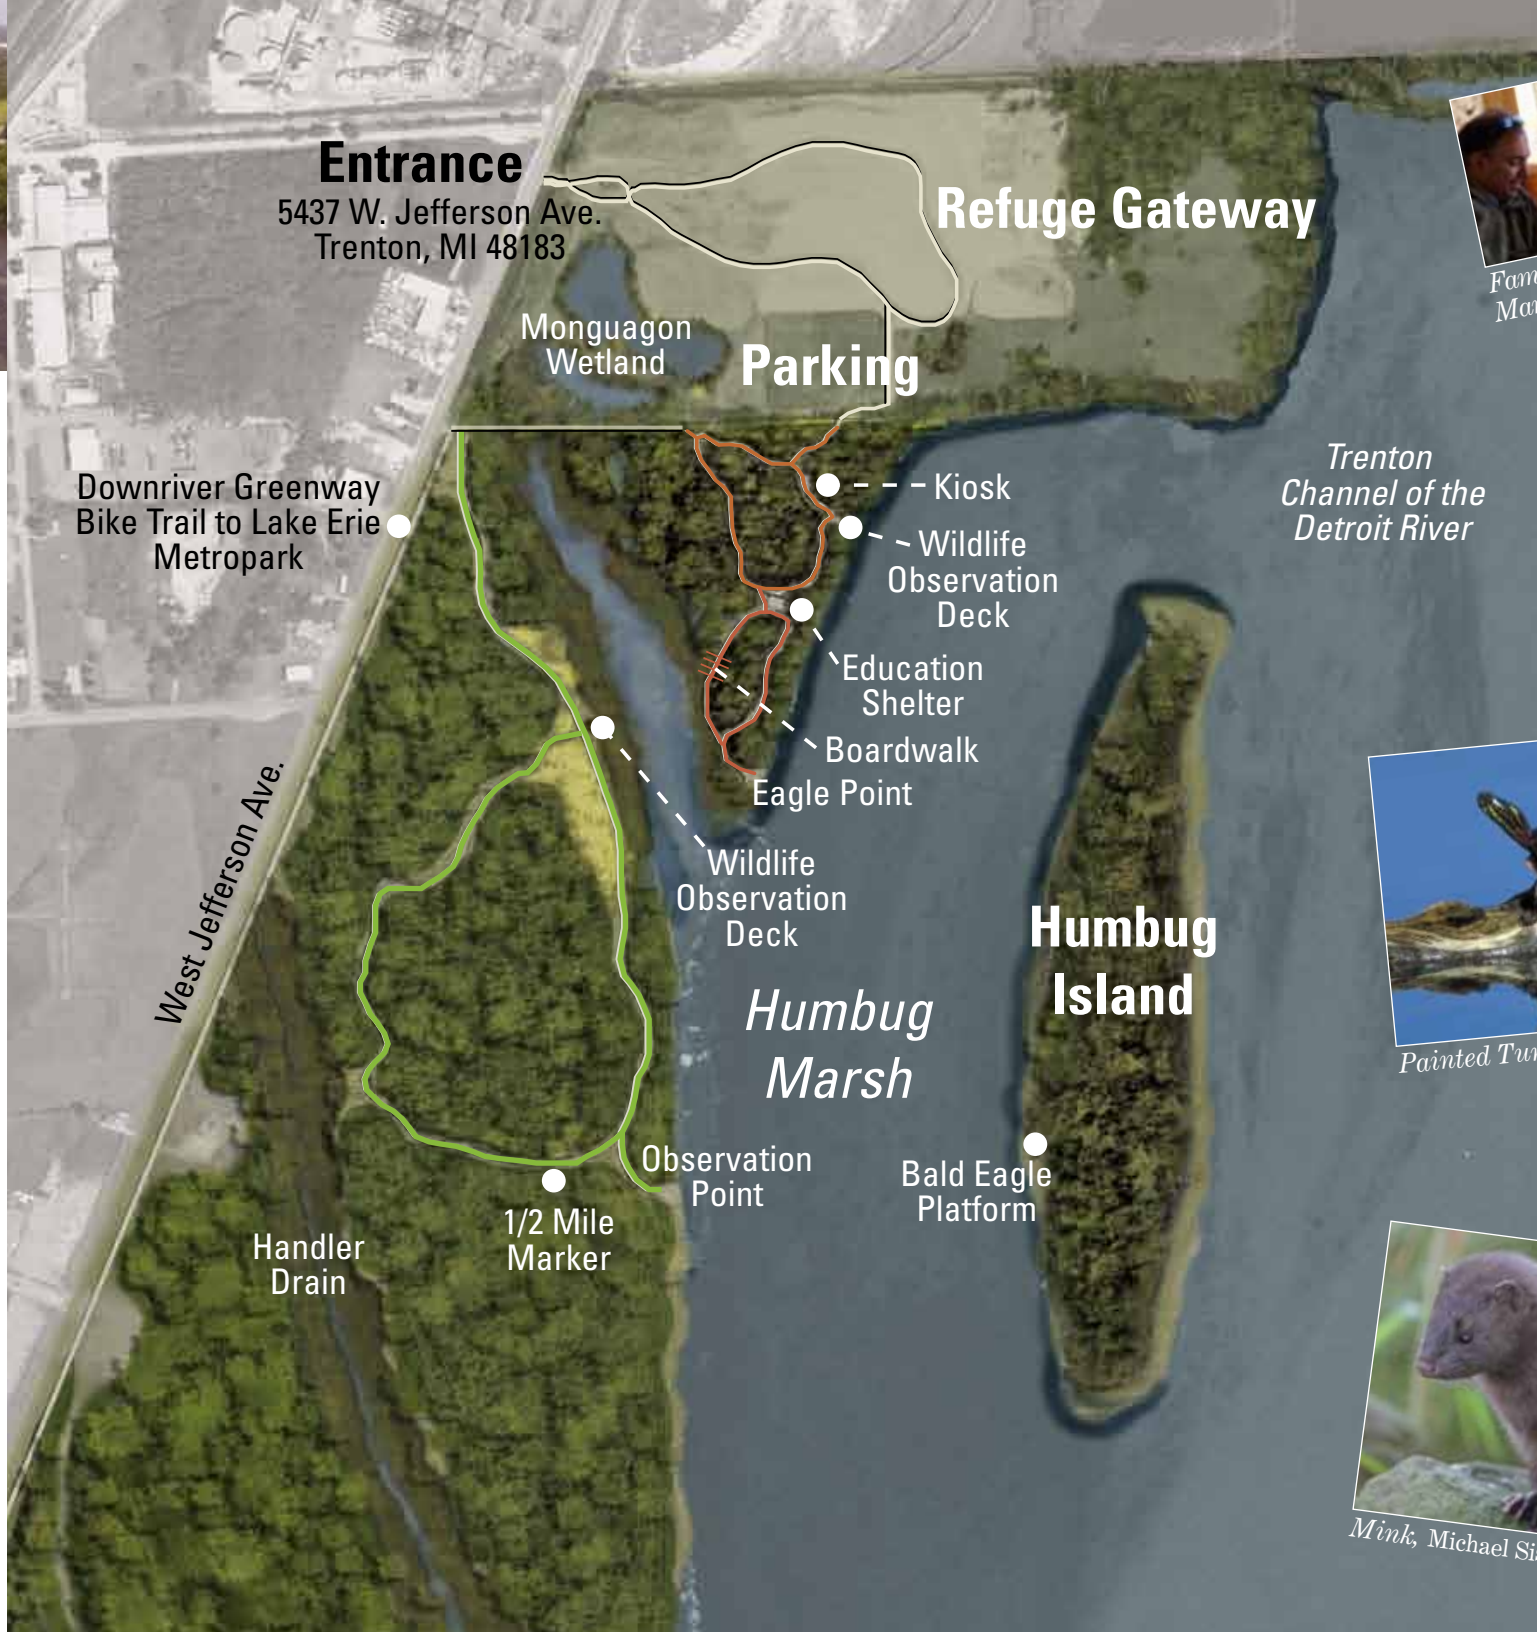 Entrance
5437 W. Jefferson Ave.
Trenton, MI 48183
Refuge Gateway
Monguagon
Wetland
Parking
Trenton
Channel of the
Detroit River
Downriver Greenway
Bike Trail to Lake Erie
Metropark
Kiosk
Wildlife
Observation
Deck
Education
Shelter
Boardwalk
Eagle Point
West Jefferson Ave.
Wildlife
Observation
Deck
Humbug
Island
Humbug
Marsh
Painted
Observation
Point
Bald Eagle
Platform
1/2 Mile
Marker
Handler
Drain
Mink, Michael